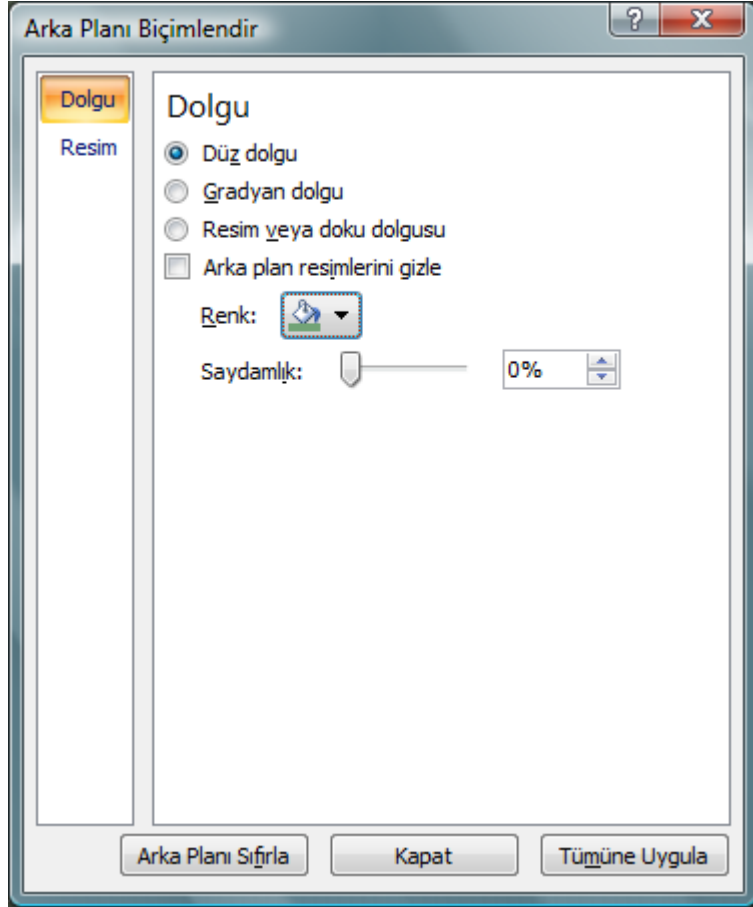 Arka Planı Biçimlendir
Dolgu
Resim
Dolgu
Düz dolgu
Gradyan dolgu
Resim veya doku dolgusu
Arka plan resimlerini gizle
Renk:
Saydamlık: 0%
Arka Planı Sıfırla Kapat Tümüne Uygula